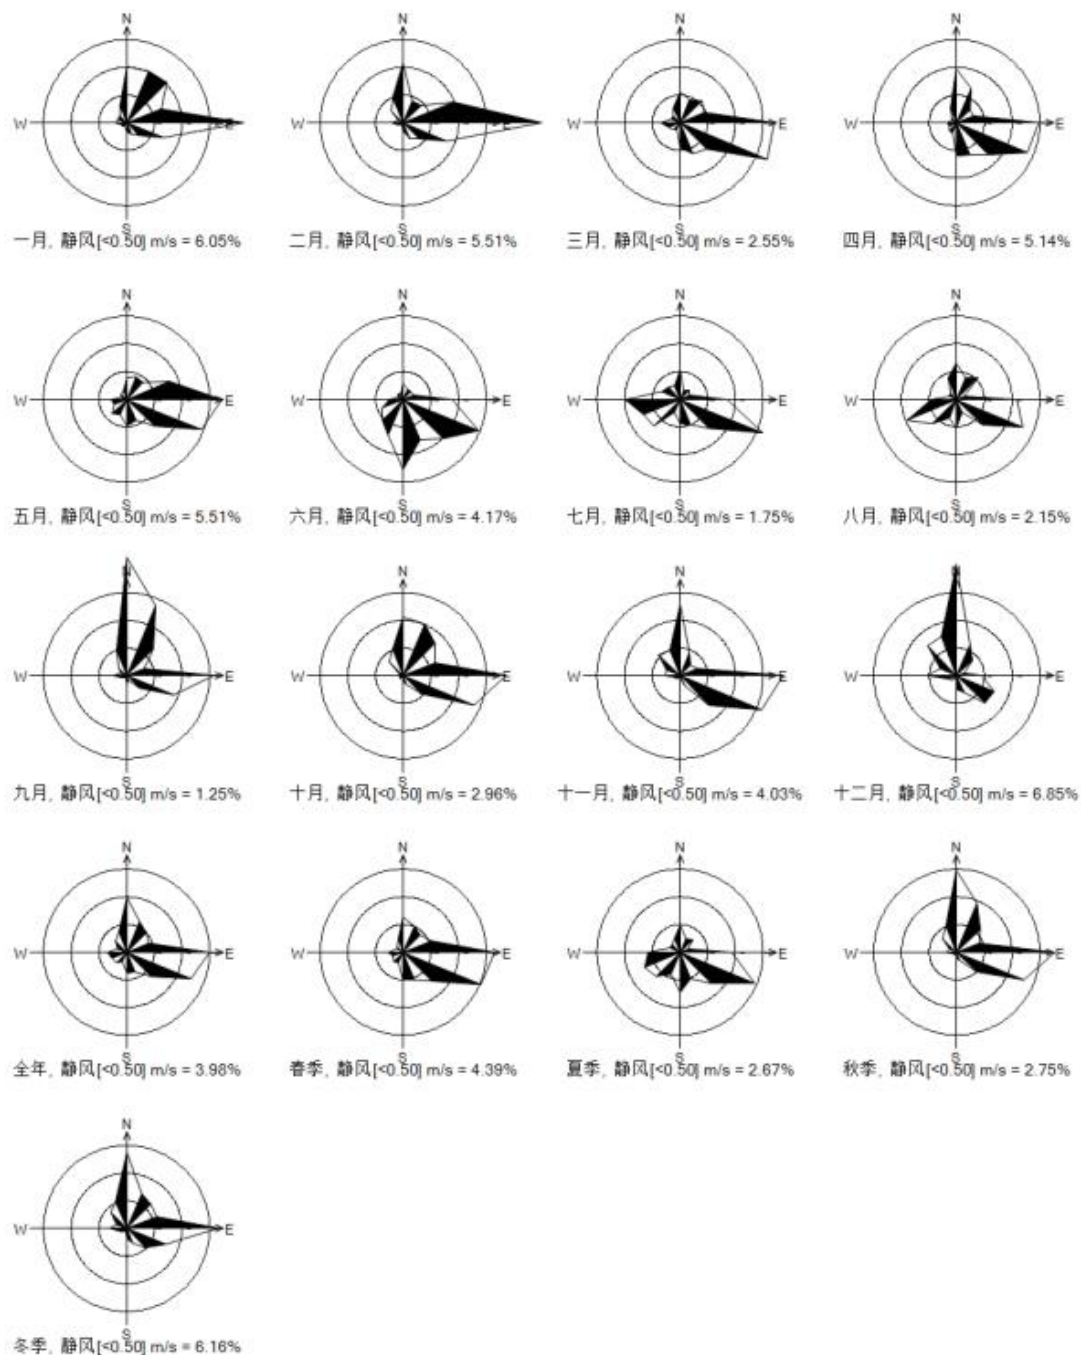 N N N N
W E W E W E W E
S S S S
一月, 静风[<0.50] m/s = 6.05% 二月, 静风[<0.50] m/s = 5.51% 三月, 静风[<0.50] m/s = 2.55% 四月, 静风[<0.50] m/s = 5.14%
N N N N
W E W E W E W E
S S S S
五月, 静风[<0.50] m/s = 5.51% 六月, 静风[<0.50] m/s = 4.17% 七月, 静风[<0.50] m/s = 1.75% 八月, 静风[<0.50] m/s = 2.15%
N N N N
W E W E W E W E
S S S S
九月, 静风[<0.50] m/s = 1.25% 十月, 静风[<0.50] m/s = 2.96% 十一月, 静风[<0.50] m/s = 4.03% 十二月, 静风[<0.50] m/s = 6.85%
N N N N
W E W E W E W E
S S S S
全年, 静风[<0.50] m/s = 3.98% 春季, 静风[<0.50] m/s = 4.39% 夏季, 静风[<0.50] m/s = 2.67% 秋季, 静风[<0.50] m/s = 2.75%
N
W E
S
冬季, 静风[<0.50] m/s = 6.16%